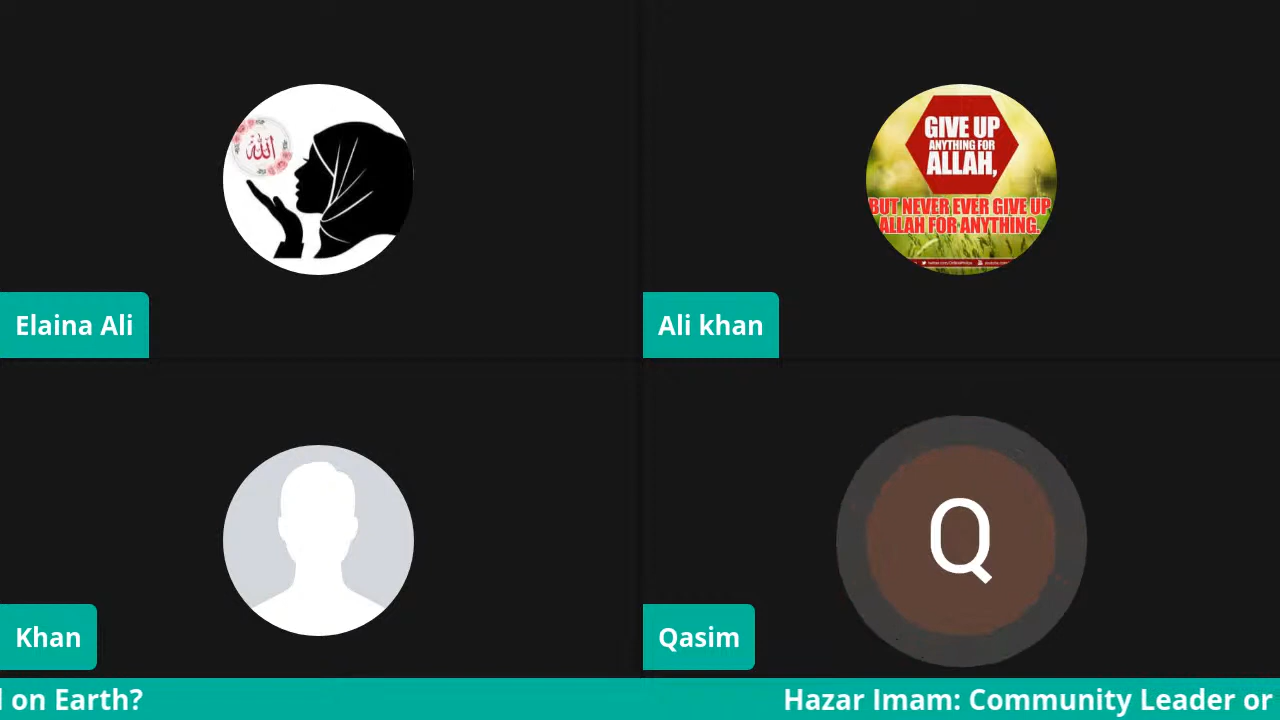 الله
GIVE UP
ANYTHING FOR
ALLAH,
BUT NEVER EVER GIVE UP
ALLAH FOR ANYTHING.
Elaina Ali
Ali khan
Q
Khan
Qasim
on Earth?
Hazar Imam: Community Leader or